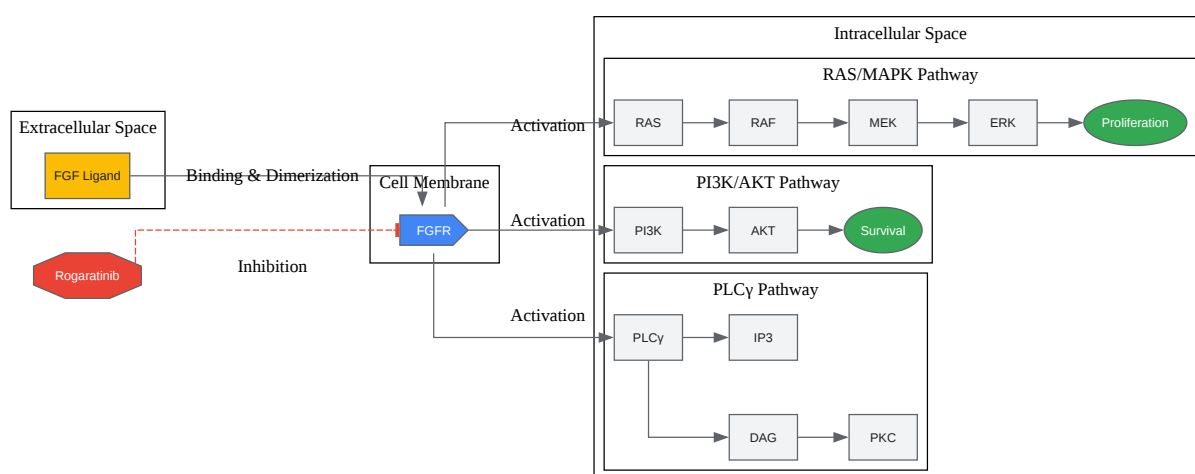 Intracellular Space
RAS/MAPK Pathway
Activation
RAS
RAF
MEK
ERK
Proliferation
Extracellular Space
FGF Ligand
Binding & Dimerization
Cell Membrane
FGFR
PI3K/AKT Pathway
Activation
PI3K
AKT
Survival
Rogaratinib
Inhibition
PLCγ Pathway
Activation
PLCγ
IP3
DAG
PKC